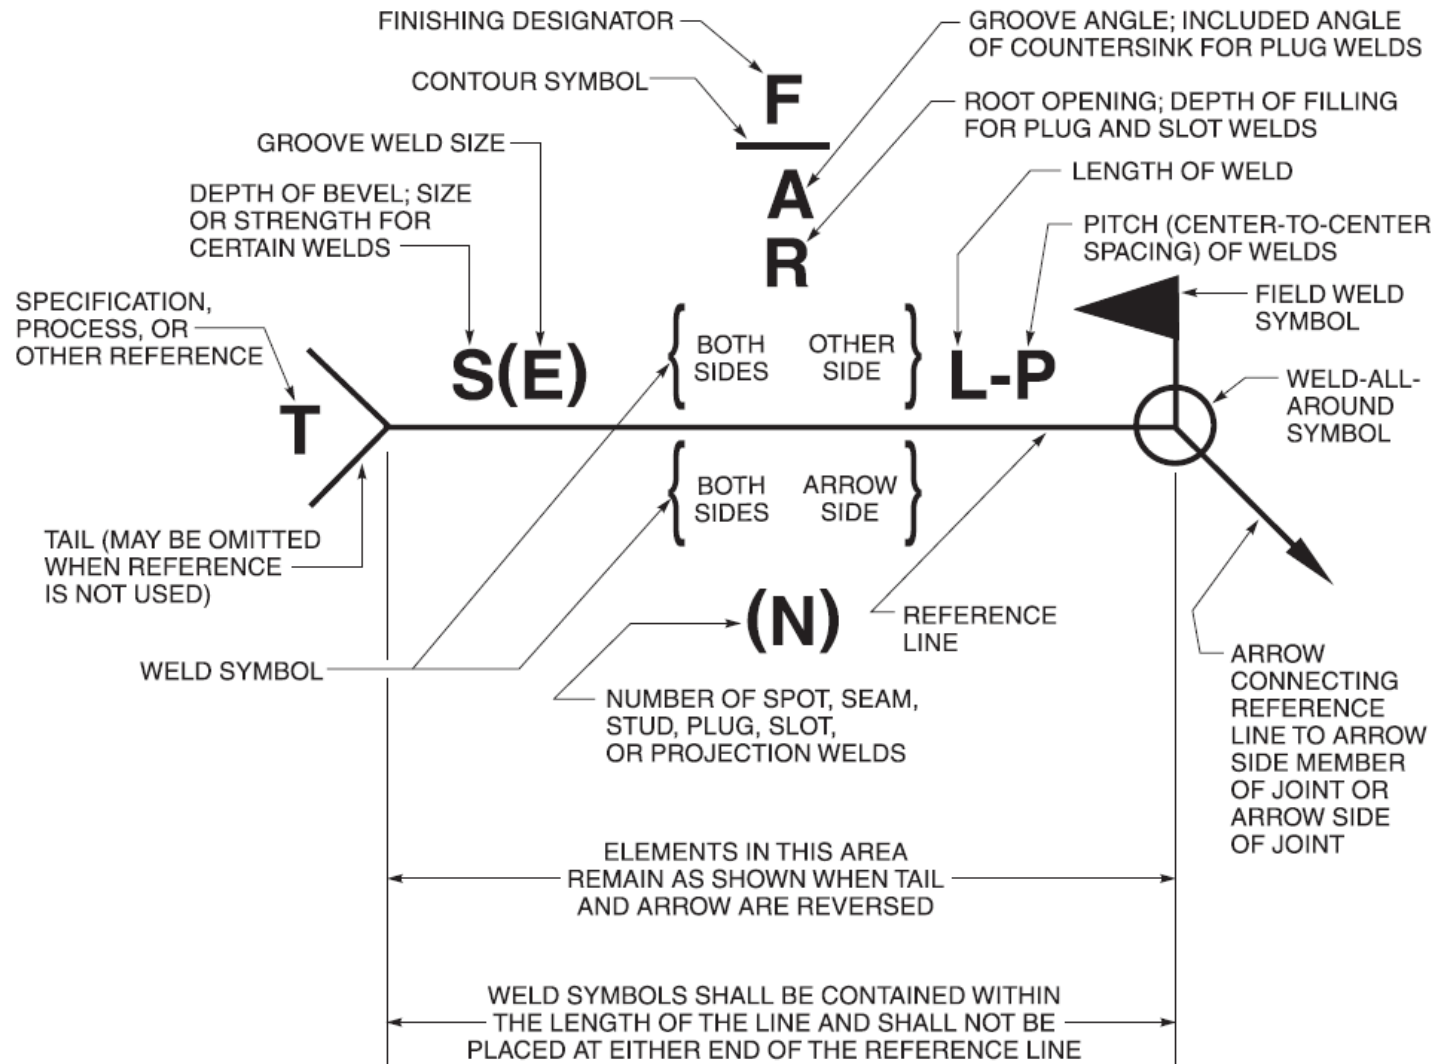 FINISHING DESIGNATOR
CONTOUR SYMBOL
GROOVE WELD SIZE
DEPTH OF BEVEL; SIZE
OR STRENGTH FOR
CERTAIN WELDS
SPECIFICATION,
PROCESS, OR
OTHER REFERENCE
F
A
R
GROOVE ANGLE; INCLUDED ANGLE
OF COUNTERSINK FOR PLUG WELDS
ROOT OPENING; DEPTH OF FILLING
FOR PLUG AND SLOT WELDS
LENGTH OF WELD
PITCH (CENTER-TO-CENTER
SPACING) OF WELDS
FIELD WELD
SYMBOL
WELD-ALL-
AROUND
SYMBOL
T
S(E)
BOTH
SIDES
OTHER
SIDE
L-P
BOTH
SIDES
ARROW
SIDE
TAIL (MAY BE OMITTED
WHEN REFERENCE
IS NOT USED)
WELD SYMBOL
(N)
REFERENCE
LINE
NUMBER OF SPOT, SEAM,
STUD, PLUG, SLOT,
OR PROJECTION WELDS
ARROW
CONNECTING
REFERENCE
LINE TO ARROW
SIDE MEMBER
OF JOINT OR
ARROW SIDE
OF JOINT
ELEMENTS IN THIS AREA
REMAIN AS SHOWN WHEN TAIL
AND ARROW ARE REVERSED
WELD SYMBOLS SHALL BE CONTAINED WITHIN
THE LENGTH OF THE LINE AND SHALL NOT BE
PLACED AT EITHER END OF THE REFERENCE LINE